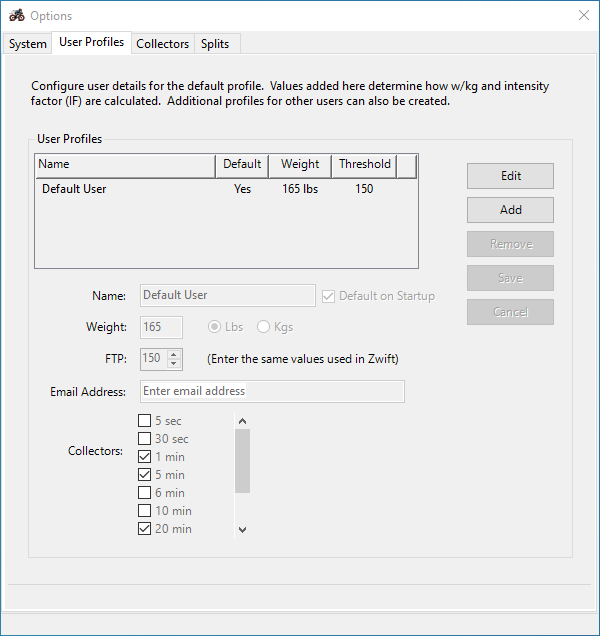 Options
System
User Profiles
Collectors
Splits
Configure user details for the default profile.  Values added here determine how w/kg and intensity
factor (IF) are calculated.  Additional profiles for other users can also be created.
User Profiles
Name Default Weight Threshold
Default User Yes 165 lbs 150
Edit
Add
Remove
Save
Cancel
Name: Default User Default on Startup
Weight: 165 Lbs Kgs
FTP: 150 (Enter the same values used in Zwift)
Email Address: Enter email address
Collectors:
5 sec
30 sec
1 min
5 min
6 min
10 min
20 min